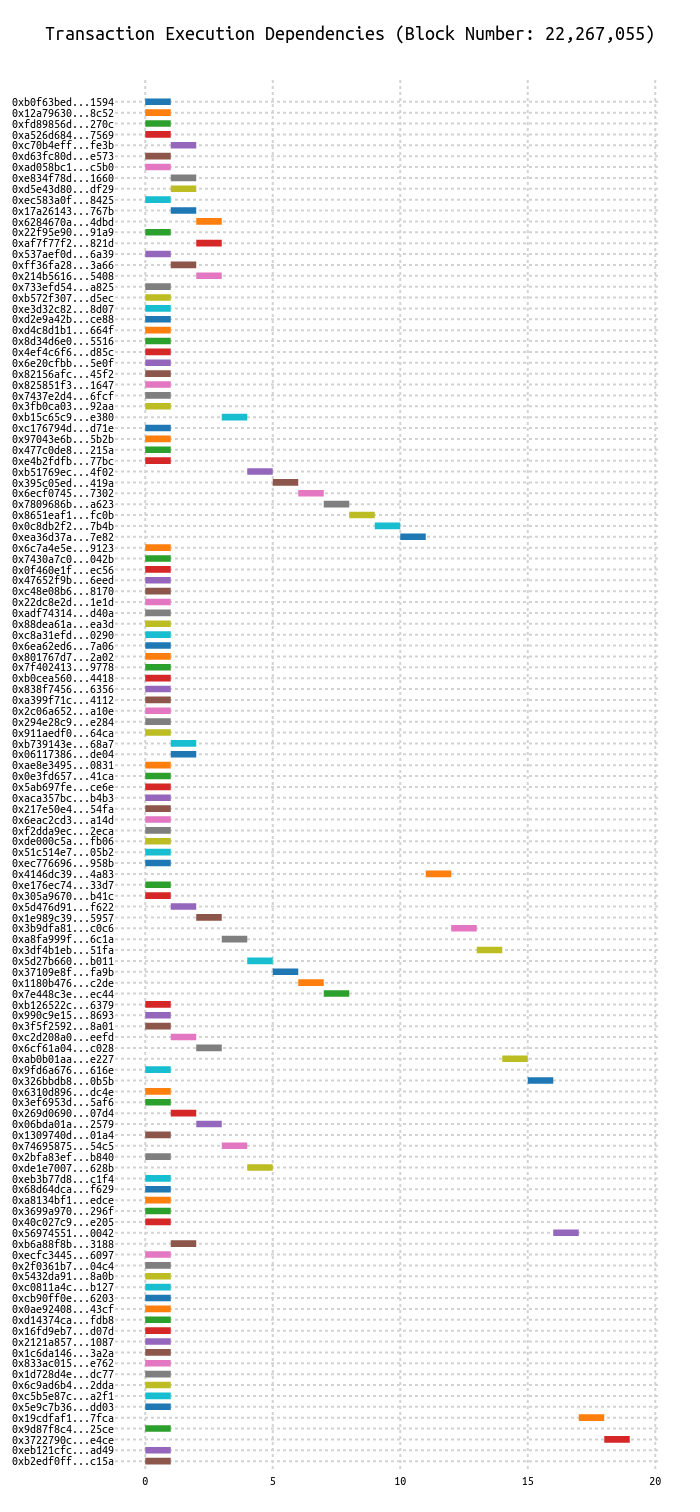 Transaction Execution Dependencies (Block Number: 22,267,055)
0xb0f63bed...1594
0x12a79630...8c52
0xfd89856d...270c
0xa526d684...7569
0xc70b4eff...fe3b
0xd63fc80d...e573
0xad058bc1...c5b0
0xe834f78d...1660
0xd5e43d80...df29
0xec583a0f...8425
0x17a26143...767b
0x6284670a...4dbd
0x22f95e90...91a9
0xaf7f77f2...821d
0x537aef0d...6a39
0xff36fa28...3a66
0x214b5616...5408
0x733efd54...a825
0xb572f307...d5ec
0xe3d32c82...8d07
0xd2e9a42b...ce88
0xd4c8d1b1...664f
0x8d34d6e0...5516
0x4ef4c6f6...d85c
0x6e20cfbb...5e0f
0x82156afc...45f2
0x825851f3...1647
0x7437e2d4...6fcf
0x3fb0ca03...92aa
0xb15c65c9...e380
0xc176794d...d71e
0x97043e6b...5b2b
0x477c0de8...215a
0xe4b2fdfb...77bc
0xb51769ec...4f02
0x395c05ed...419a
0x6ecf0745...7302
0x7809686b...a623
0x8651eaf1...fc0b
0x0c8db2f2...7b4b
0xea36d37a...7e82
0x6c7a4e5e...9123
0x7430a7c0...042b
0x0f460e1f...ec56
0x47652f9b...6eed
0xc48e08b6...8170
0x22dc8e2d...1e1d
0xadf74314...d40a
0x88dea61a...ea3d
0xc8a31efd...0290
0x6ea62ed6...7a06
0x801767d7...2a02
0x7f402413...9778
0xb0cea560...4418
0x838f7456...6356
0xa399f71c...4112
0x2c06a652...a10e
0x294e28c9...e284
0x911aedf0...64ca
0xb739143e...68a7
0x06117386...de04
0xae8e3495...0831
0x0e3fd657...41ca
0x5ab697fe...ce6e
0xaca357bc...b4b3
0x217e50e4...54fa
0x6eac2cd3...a14d
0xf2dda9ec...2eca
0xde000c5a...fb06
0x51c514e7...05b2
0xec776696...958b
0x4146dc39...4a83
0xe176ec74...33d7
0x305a9670...b41c
0x5d476d91...f622
0x1e989c39...5957
0x3b9dfa81...c0c6
0xa8fa999f...6c1a
0x3df4b1eb...51fa
0x5d27b660...b011
0x37109e8f...fa9b
0x1180b476...c2de
0x7e448c3e...ec44
0xb126522c...6379
0x990c9e15...8693
0x3f5f2592...8a01
0xc2d208a0...eefd
0x6cf61a04...c028
0xab0b01aa...e227
0x9fd6a676...616e
0x326bbdb8...0b5b
0x6310d896...dc4e
0x3ef6953d...5af6
0x269d0690...07d4
0x06bda01a...2579
0x1309740d...01a4
0x74695875...54c5
0x2bfa83ef...b840
0xde1e7007...628b
0xeb3b77d8...c1f4
0x68d64dca...f629
0xa8134bf1...edce
0x3699a970...296f
0x40c027c9...e205
0x56974551...0042
0xb6a88f8b...3188
0xecfc3445...6097
0x2f0361b7...04c4
0x5432da91...8a0b
0xc0811a4c...b127
0xcb90ff0e...6203
0x0ae92408...43cf
0xd14374ca...fdb8
0x16fd9eb7...d07d
0x2121a857...1087
0x1c6da146...3a2a
0x833ac015...e762
0x1d728d4e...dc77
0x6c9ad6b4...2dda
0xc5b5e87c...a2f1
0x5e9c7b36...dd03
0x19cdfaf1...7fca
0x9d87f8c4...25ce
0x3722790c...e4ce
0xeb121cfc...ad49
0xb2edf0ff...c15a
0 5 10 15 20